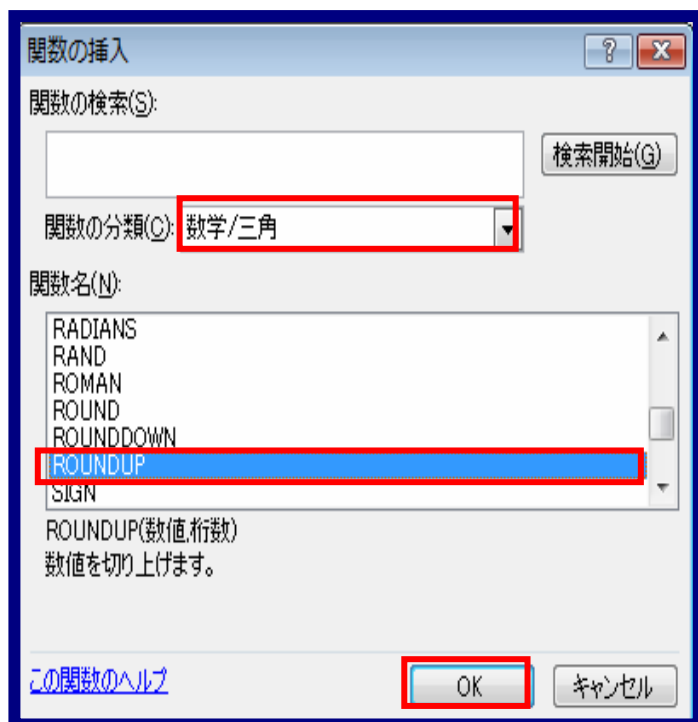 関数の挿入
関数の検索(S):
検索開始(G)
関数の分類(C): 数学/三角
関数名(N):
RADIANS
RAND
ROMAN
ROUND
ROUNDDOWN
ROUNDUP
SIGN
ROUNDUP(数値,桁数)
数値を切り上げます。
この関数のヘルプ
OK
キャンセル